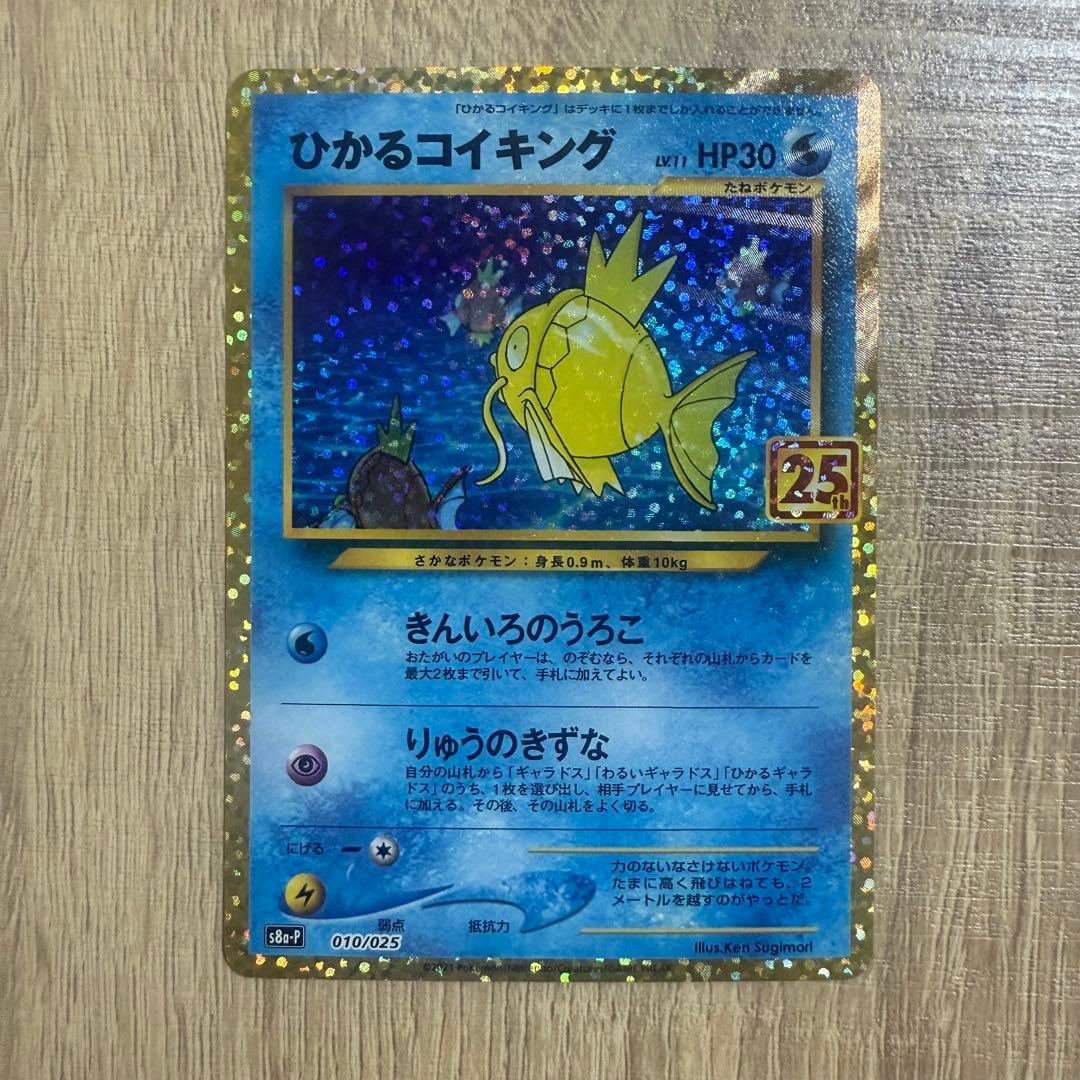 「ひかるコイキング」はデッキに1枚までしか入れることができません。
ひかるコイキング LV.11 HP30
たねポケモン
25th
さかなポケモン：身長0.9m、体重10kg
きんいろのうろこ
おたがいのプレイヤーは、のぞむなら、それぞれの山札からカードを
最大2枚まで引いて、手札に加えてよい。
りゅうのきずな
自分の山札から「ギャラドス」「わるいギャラドス」「ひかるギャラ
ドス」のうち、1枚を選び出し、相手プレイヤーに見せてから、手札
に加える。その後、その山札をよく切る。
にげる
力のないなさけないポケモン。
たまに高く飛びはねても、2
メートルを越すのがやっとだ。
弱点 抵抗力
s8a-P 010/025
Illus.Ken Sugimori
©2021 Pokémon/Nintendo/Creatures/GAME FREAK